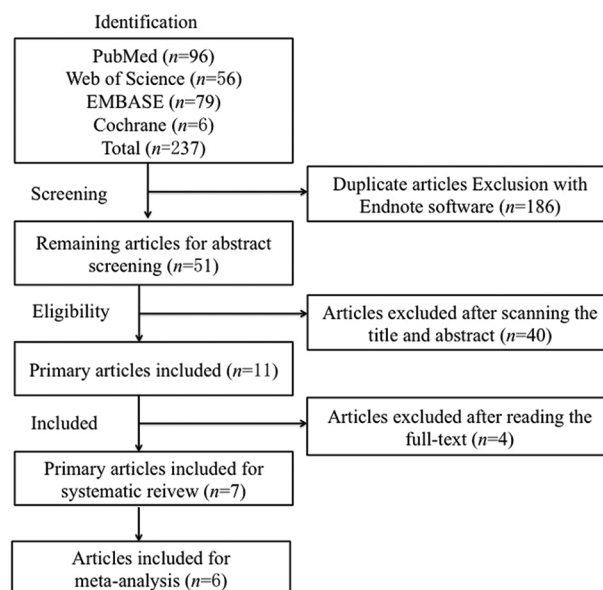 Identification
PubMed (n=96)
Web of Science (n=56)
EMBASE (n=79)
Cochrane (n=6)
Total (n=237)
Screening
Duplicate articles Exclusion with
Endnote software (n=186)
Remaining articles for abstract
screening (n=51)
Eligibility
Articles excluded after scanning the
title and abstract (n=40)
Primary articles included (n=11)
Included
Articles excluded after reading the
full-text (n=4)
Primary articles included for
systematic reivew (n=7)
Articles included for
meta-analysis (n=6)